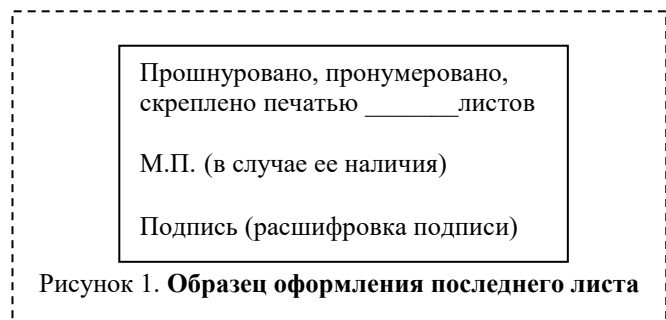 Прошнуровано, пронумеровано,
скреплено печатью _______листов
М.П. (в случае ее наличия)
Подпись (расшифровка подписи)
Рисунок 1. Образец оформления последнего листа